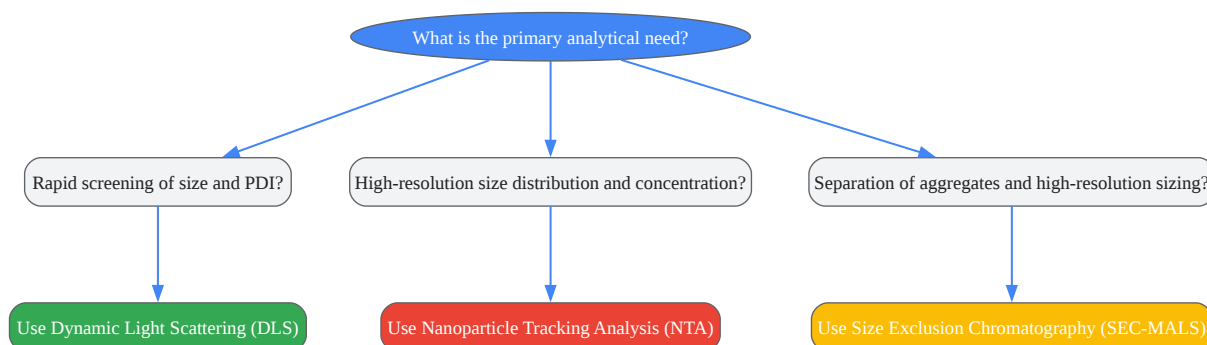 What is the primary analytical need?
Rapid screening of size and PDI?
High-resolution size distribution and concentration?
Separation of aggregates and high-resolution sizing?
Use Dynamic Light Scattering (DLS)
Use Nanoparticle Tracking Analysis (NTA)
Use Size Exclusion Chromatography (SEC-MALS)